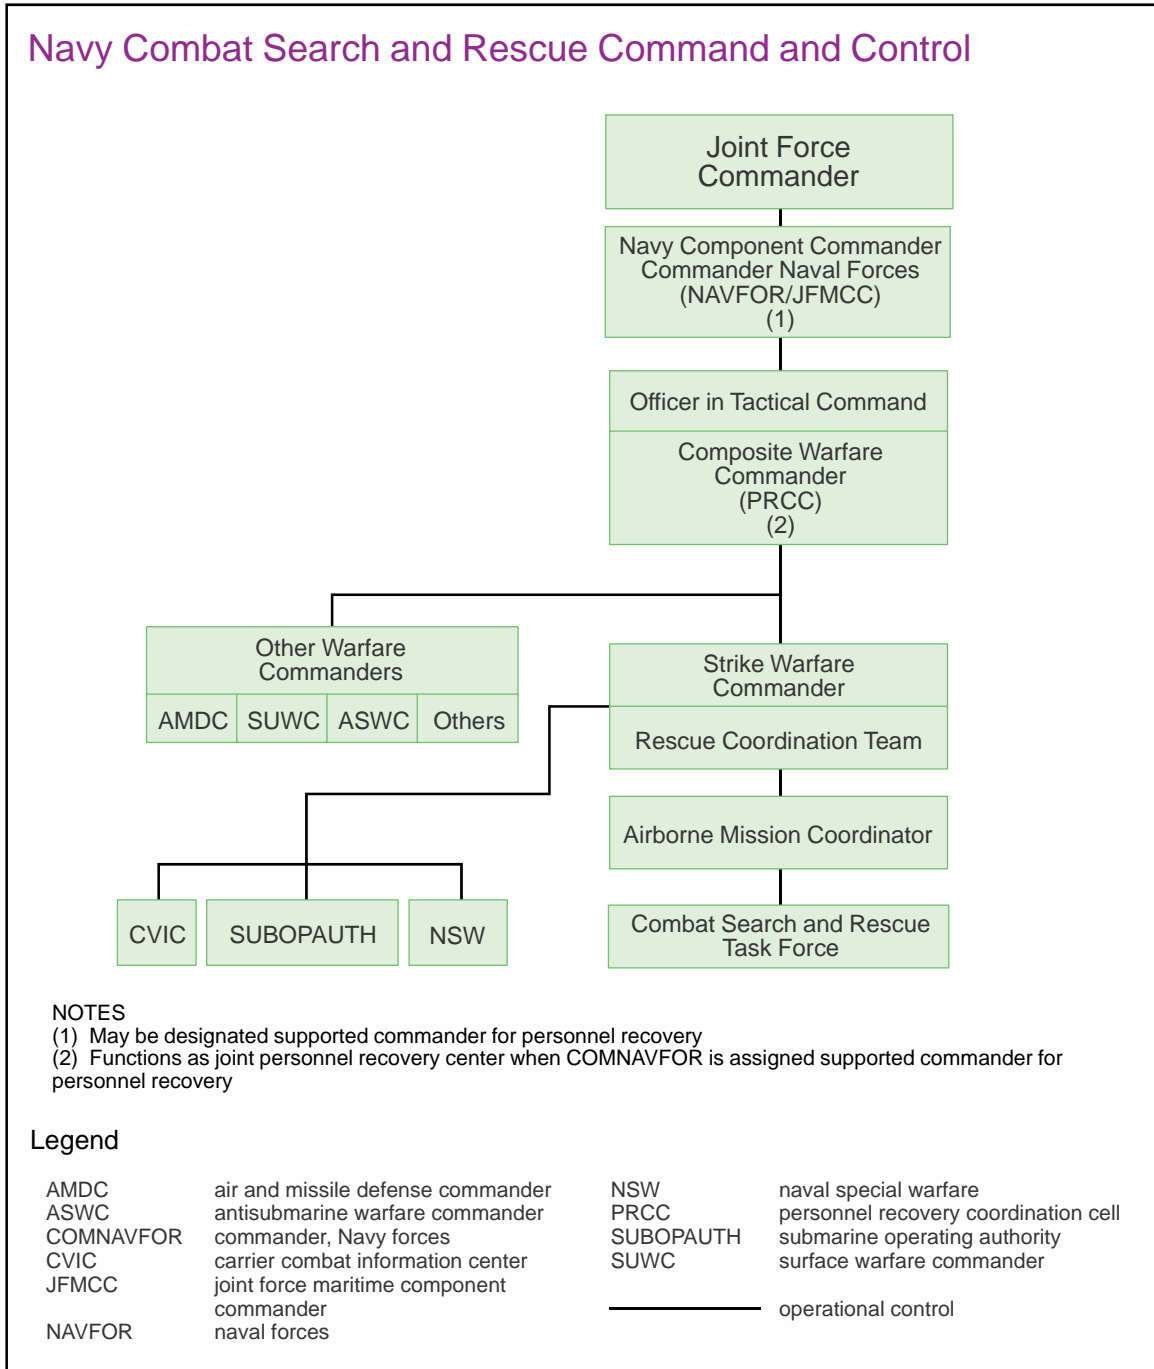 Navy Combat Search and Rescue Command and Control
Joint Force
Commander
Navy Component Commander
Commander Naval Forces
(NAVFOR/JFMCC)
(1)
Officer in Tactical Command
Composite Warfare
Commander
(PRCC)
(2)
Other Warfare
Commanders
AMDC
SUWC
ASWC
Others
Strike Warfare
Commander
Rescue Coordination Team
Airborne Mission Coordinator
CVIC
SUBOPAUTH
NSW
Combat Search and Rescue
Task Force
NOTES
(1) May be designated supported commander for personnel recovery
(2) Functions as joint personnel recovery center when COMNAVFOR is assigned supported commander for
personnel recovery
Legend
AMDC air and missile defense commander
ASWC antisubmarine warfare commander
COMNAVFOR commander, Navy forces
CVIC carrier combat information center
JFMCC joint force maritime component
commander
NAVFOR naval forces
NSW naval special warfare
PRCC personnel recovery coordination cell
SUBOPAUTH submarine operating authority
SUWC surface warfare commander
operational control